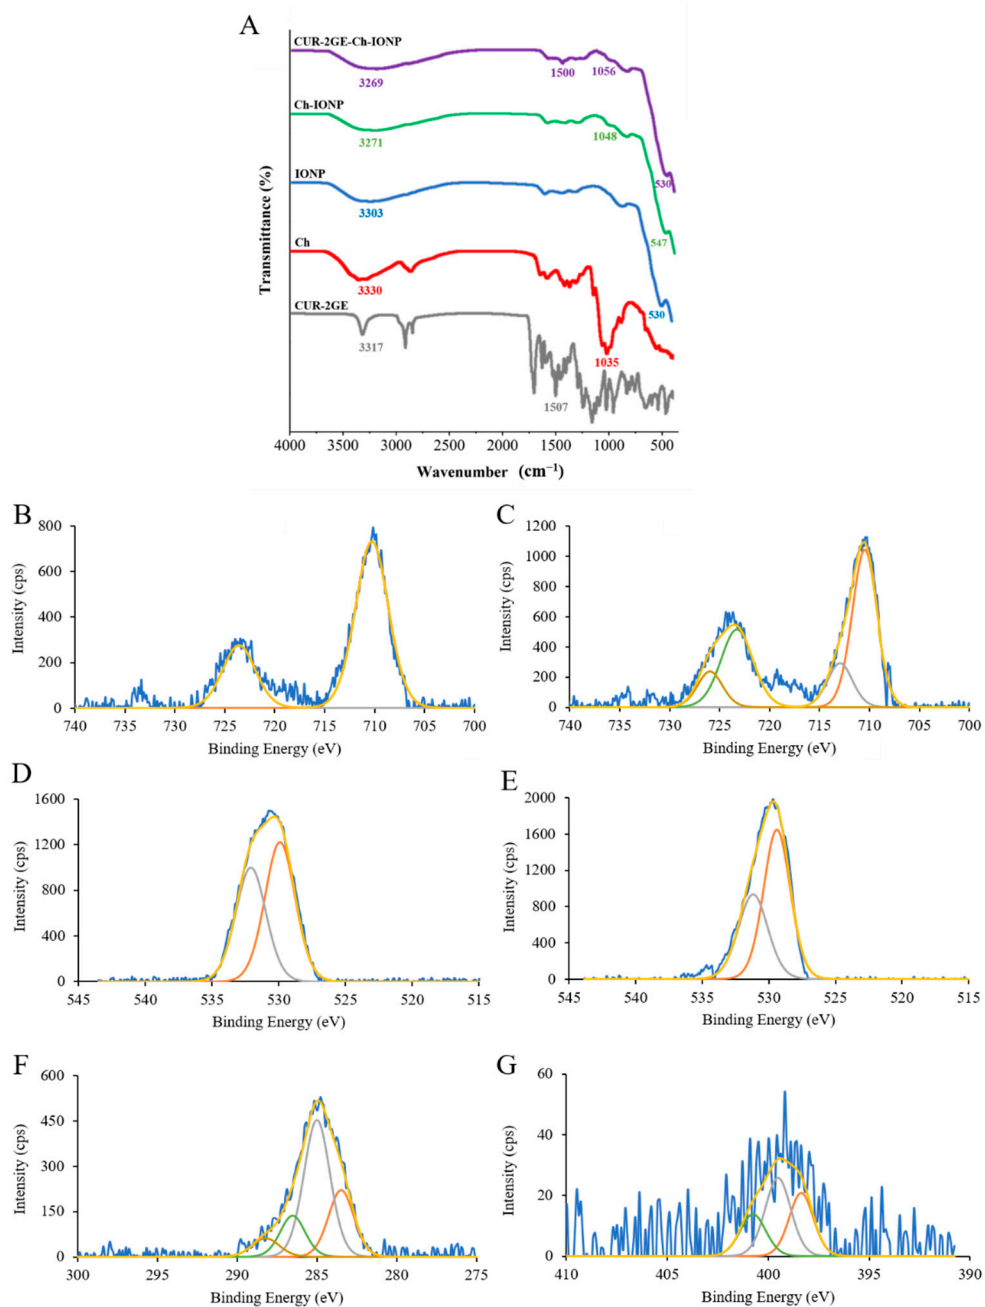 A
CUR-2GE-Ch-IONP
3269
1500
1056
530
Ch-IONP
3271
1048
547
IONP
3303
530
Ch
3330
1035
CUR-2GE
3317
1507
Transmittance (%)
4000 3500 3000 2500 2000 1500 1000 500
Wavenumber (cm⁻¹)
B
800
600
400
200
0
Intensity (cps)
740 735 730 725 720 715 710 705 700
Binding Energy (eV)
C
1200
1000
800
600
400
200
0
Intensity (cps)
740 735 730 725 720 715 710 705 700
Binding Energy (eV)
D
1600
1200
800
400
0
Intensity (cps)
545 540 535 530 525 520 515
Binding Energy (eV)
E
2000
1600
1200
800
400
0
Intensity (cps)
545 540 535 530 525 520 515
Binding Energy (eV)
F
600
450
300
150
0
Intensity (cps)
300 295 290 285 280 275
Binding Energy (eV)
G
60
40
20
0
Intensity (cps)
410 405 400 395 390
Binding Energy (eV)